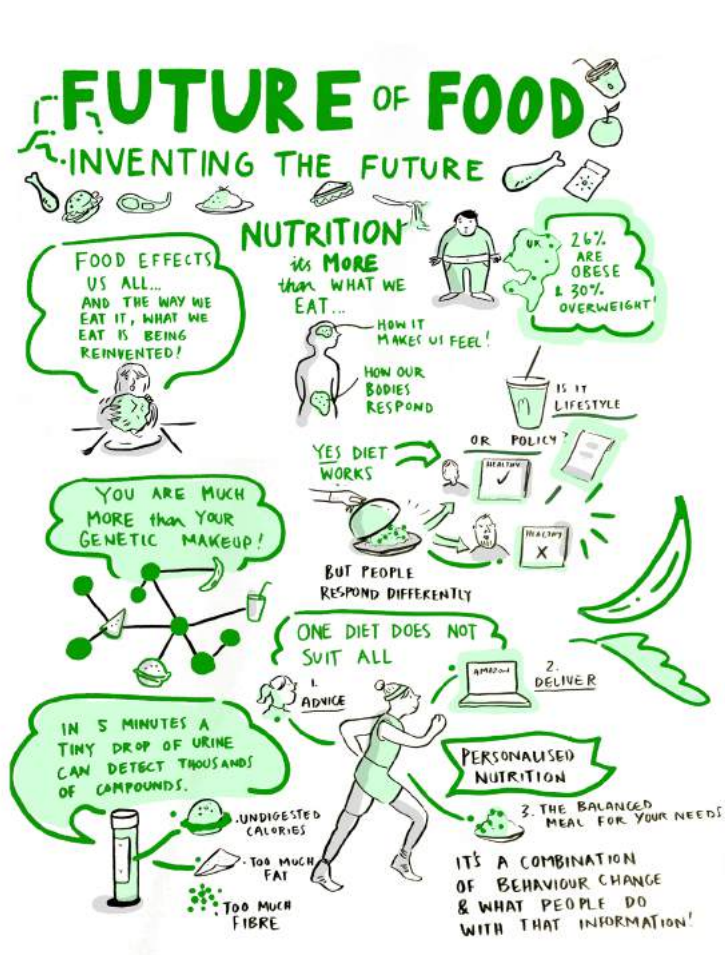 FUTURE OF FOOD
INVENTING THE FUTURE
FOOD EFFECTS
US ALL...
AND THE WAY WE
EAT IT, WHAT WE
EAT IS BEING
REINVENTED!
NUTRITION
its MORE
than WHAT WE
EAT...
HOW IT
MAKES US FEEL!
HOW OUR
BODIES
RESPOND
UK
26%
ARE
OBESE
& 30%
OVERWEIGHT!
IS IT
LIFESTYLE
OR POLICY?
YES DIET
WORKS
HEALTHY
✓
HEALTHY
X
BUT PEOPLE
RESPOND DIFFERENTLY
YOU ARE MUCH
MORE than YOUR
GENETIC MAKEUP!
ONE DIET DOES NOT
SUIT ALL
1.
ADVICE
AMAZON
2.
DELIVER
PERSONALISED
NUTRITION
3. THE BALANCED
MEAL FOR YOUR NEEDS
IN 5 MINUTES A
TINY DROP OF URINE
CAN DETECT THOUSANDS
OF COMPOUNDS.
·UNDIGESTED
CALORIES
·TOO MUCH
FAT
·TOO MUCH
FIBRE
IT'S A COMBINATION
OF BEHAVIOUR CHANGE
& WHAT PEOPLE DO
WITH THAT INFORMATION!